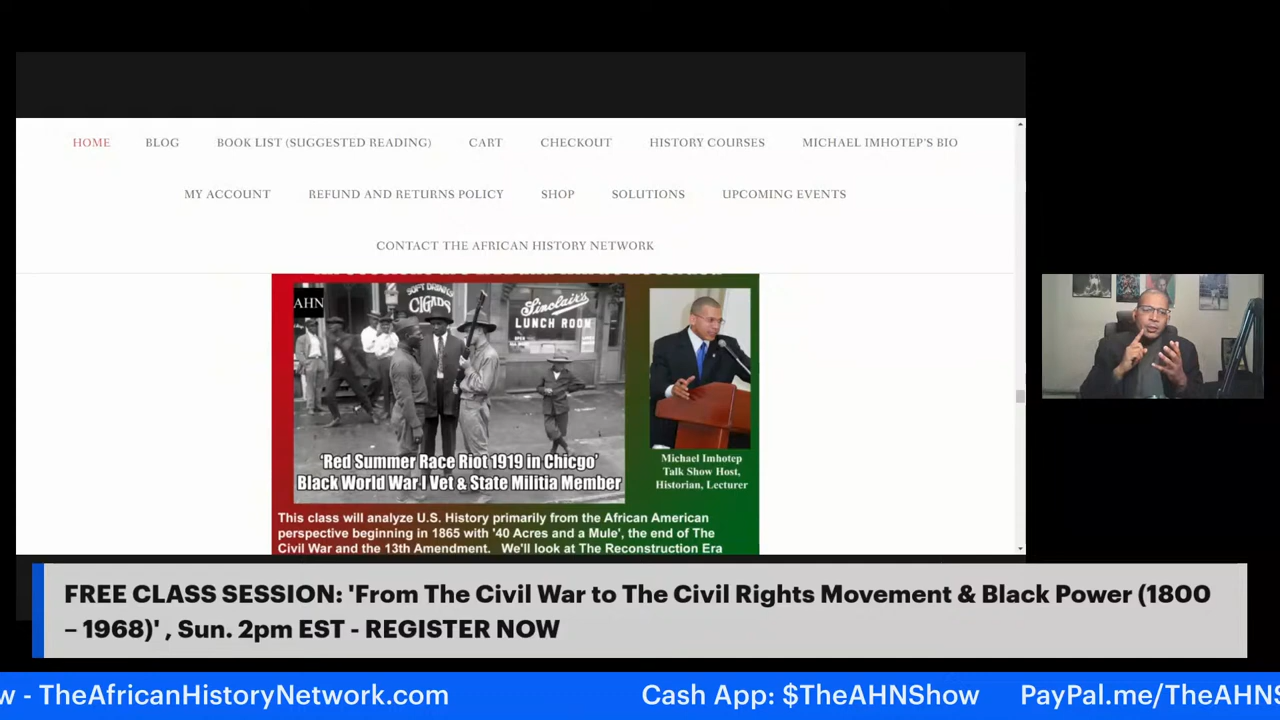 HOME BLOG BOOK LIST (SUGGESTED READING) CART CHECKOUT HISTORY COURSES MICHAEL IMHOTEP'S BIO
MY ACCOUNT REFUND AND RETURNS POLICY SHOP SOLUTIONS UPCOMING EVENTS
CONTACT THE AFRICAN HISTORY NETWORK
AHN
SOFT DRINKS
CIGARS
Sinclair's
LUNCH ROOM
'Red Summer Race Riot 1919 in Chicgo'
Black World War I Vet & State Militia Member
Michael Imhotep
Talk Show Host,
Historian, Lecturer
This class will analyze U.S. History primarily from the African American
perspective beginning in 1865 with '40 Acres and a Mule', the end of The
Civil War and the 13th Amendment. We'll look at The Reconstruction Era
FREE CLASS SESSION: 'From The Civil War to The Civil Rights Movement & Black Power (1800
– 1968)' , Sun. 2pm EST - REGISTER NOW
w - TheAfricanHistoryNetwork.com Cash App: $TheAHNShow PayPal.me/TheAHNS